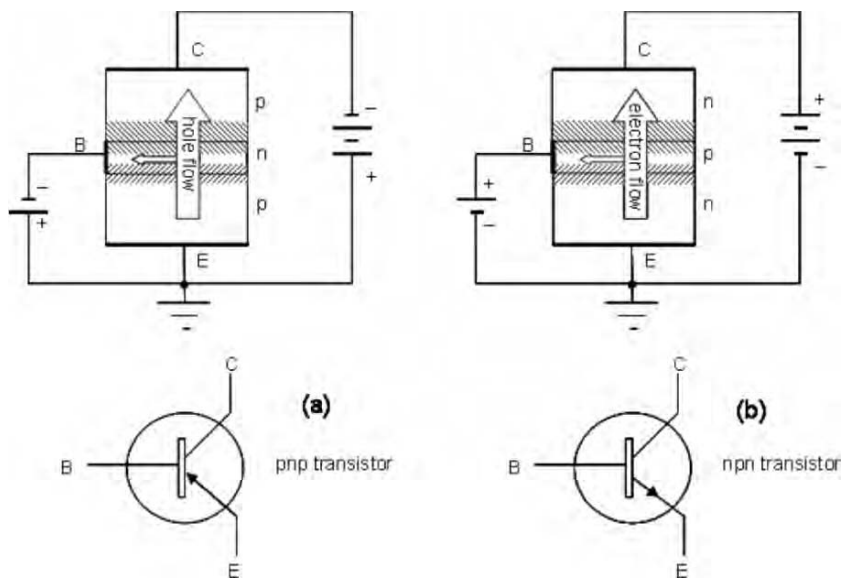 C
p
hole flow
n
p
B
E
−
+
−
+
C
n
electron flow
p
n
B
E
+
−
+
−
C
B
E
(a)
pnp transistor
C
B
E
(b)
npn transistor